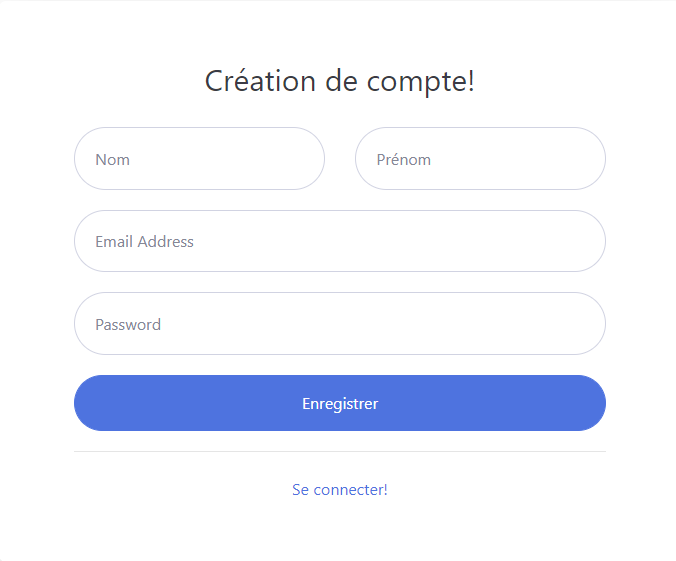 Création de compte!
Nom Prénom
Email Address
Password
Enregistrer
Se connecter!